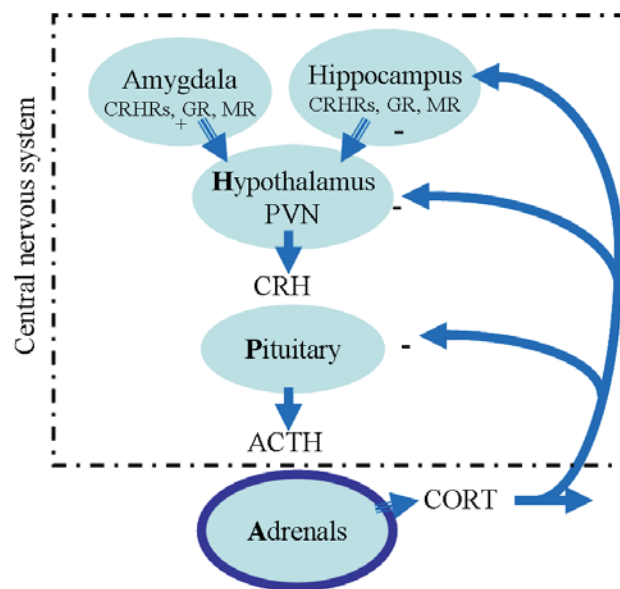 Central nervous system
Amygdala
CRHRs, GR, MR
+
Hippocampus
CRHRs, GR, MR
-
Hypothalamus
PVN
-
CRH
Pituitary
-
ACTH
Adrenals
CORT